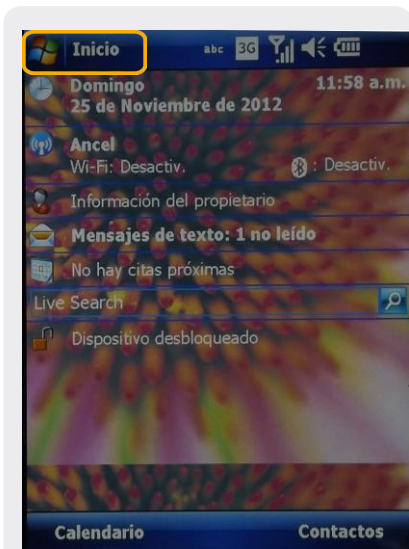 Inicio abc 3G
Domingo 11:58 a.m.
25 de Noviembre de 2012
Ancel
Wi-Fi: Desactiv. : Desactiv.
Información del propietario
Mensajes de texto: 1 no leído
No hay citas próximas
Live Search
Dispositivo desbloqueado
Calendario Contactos